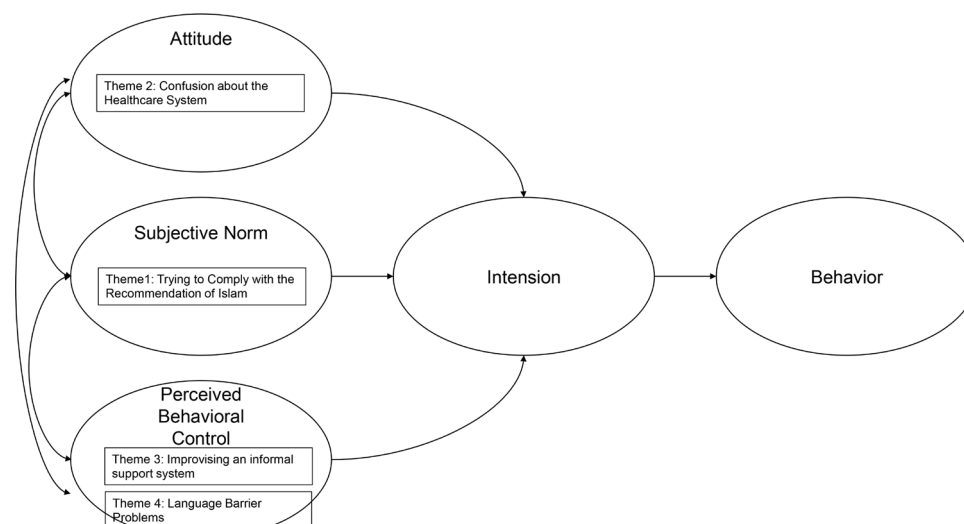 Attitude
Theme 2: Confusion about the
Healthcare System
Subjective Norm
Theme1: Trying to Comply with the
Recommendation of Islam
Perceived
Behavioral
Control
Theme 3: Improvising an informal
support system
Theme 4: Language Barrier
Problems
Intension
Behavior